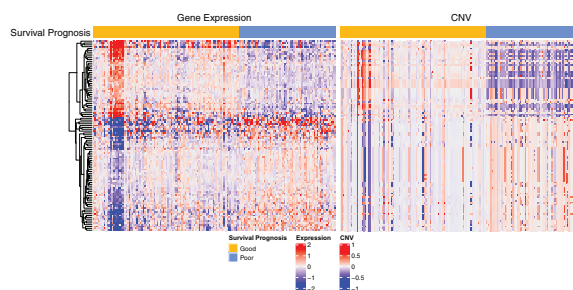 Gene Expression CNV
Survival Prognosis
Survival Prognosis Expression CNV
Good 2 1
Poor 1 0.5
0 0
-1 -0.5
-2 -1